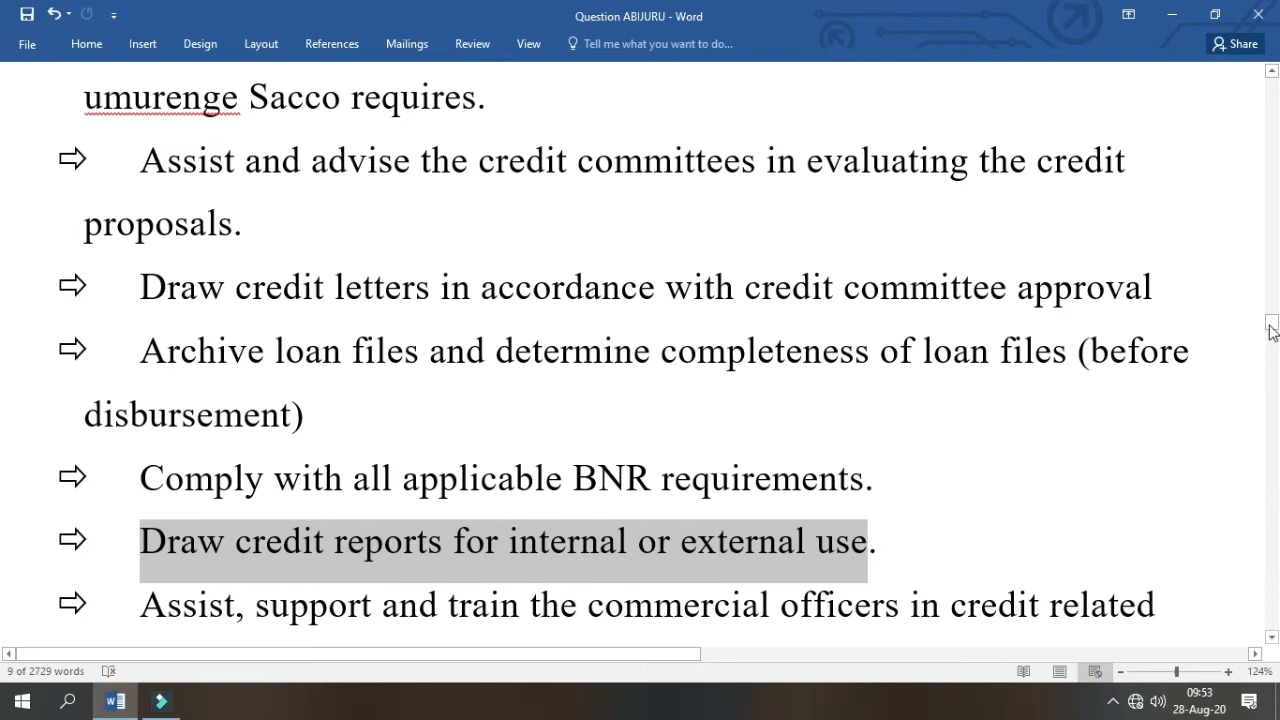 Question ABIJURU - Word
File Home Insert Design Layout References Mailings Review View Tell me what you want to do... Share
umurenge Sacco requires.
⇨ Assist and advise the credit committees in evaluating the credit
proposals.
⇨ Draw credit letters in accordance with credit committee approval
⇨ Archive loan files and determine completeness of loan files (before
disbursement)
⇨ Comply with all applicable BNR requirements.
⇨ Draw credit reports for internal or external use.
⇨ Assist, support and train the commercial officers in credit related
9 of 2729 words 124%
09:53
28-Aug-20